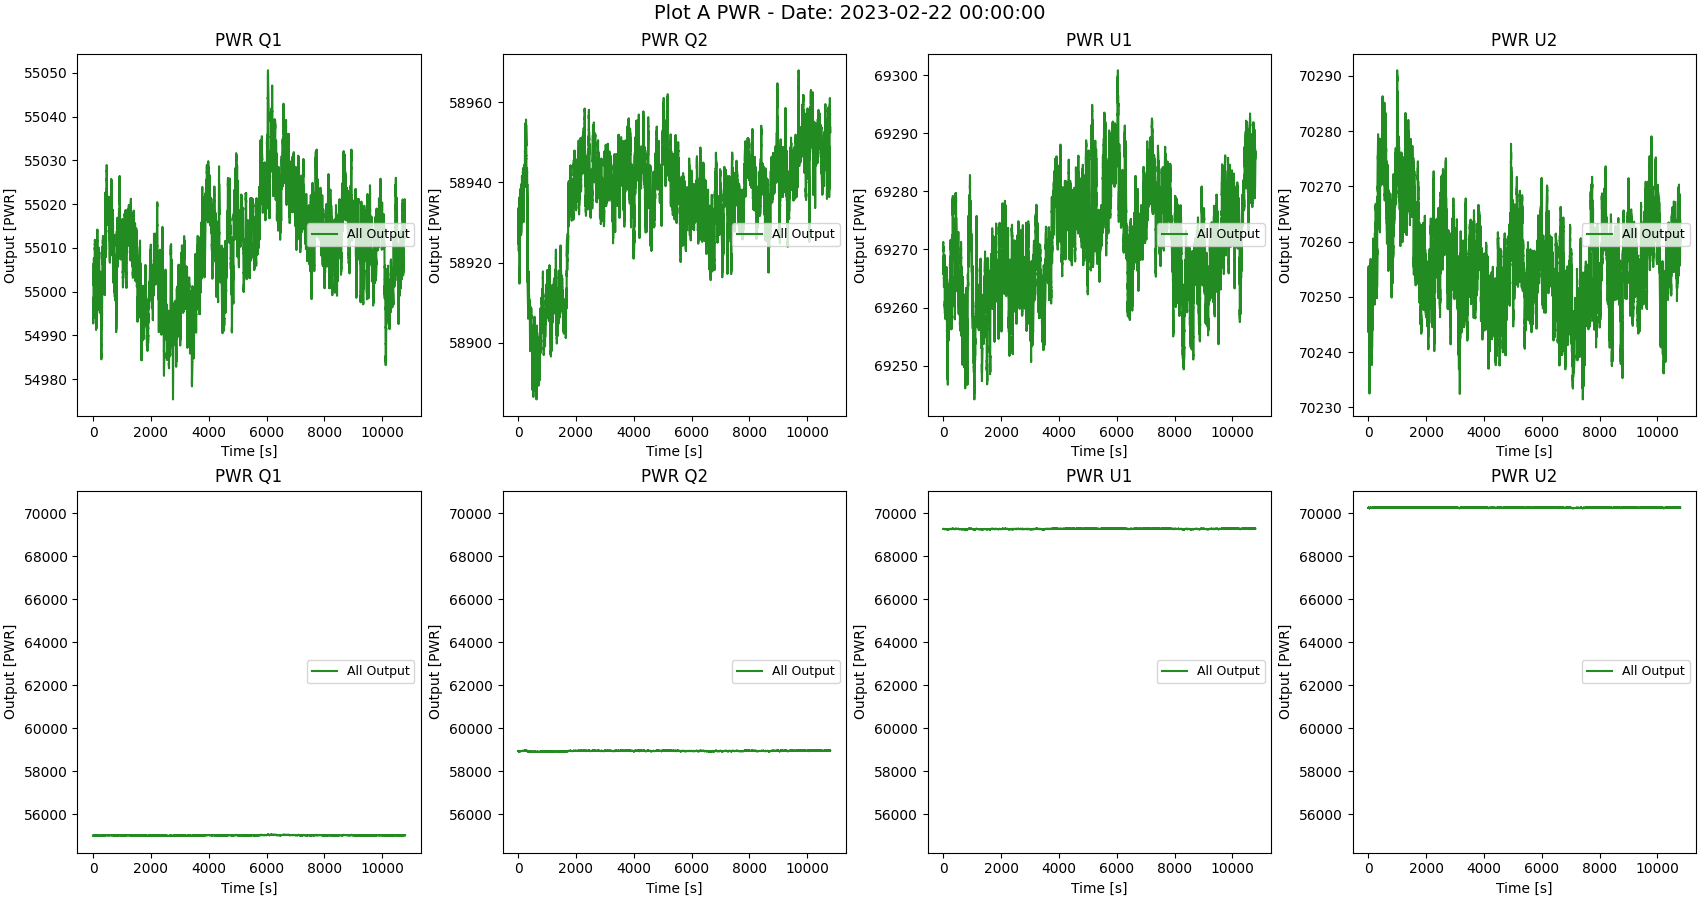 Plot A PWR - Date: 2023-02-22 00:00:00
PWR Q1
PWR Q2
PWR U1
PWR U2
Output [PWR]
55050
55040
55030
55020
55010
55000
54990
54980
All Output
0 2000 4000 6000 8000 10000
Time [s]
Output [PWR]
58960
58940
58920
58900
All Output
0 2000 4000 6000 8000 10000
Time [s]
Output [PWR]
69300
69290
69280
69270
69260
69250
All Output
0 2000 4000 6000 8000 10000
Time [s]
Output [PWR]
70290
70280
70270
70260
70250
70240
70230
All Output
0 2000 4000 6000 8000 10000
Time [s]
PWR Q1
PWR Q2
PWR U1
PWR U2
Output [PWR]
70000
68000
66000
64000
62000
60000
58000
56000
All Output
0 2000 4000 6000 8000 10000
Time [s]
Output [PWR]
70000
68000
66000
64000
62000
60000
58000
56000
All Output
0 2000 4000 6000 8000 10000
Time [s]
Output [PWR]
70000
68000
66000
64000
62000
60000
58000
56000
All Output
0 2000 4000 6000 8000 10000
Time [s]
Output [PWR]
70000
68000
66000
64000
62000
60000
58000
56000
All Output
0 2000 4000 6000 8000 10000
Time [s]